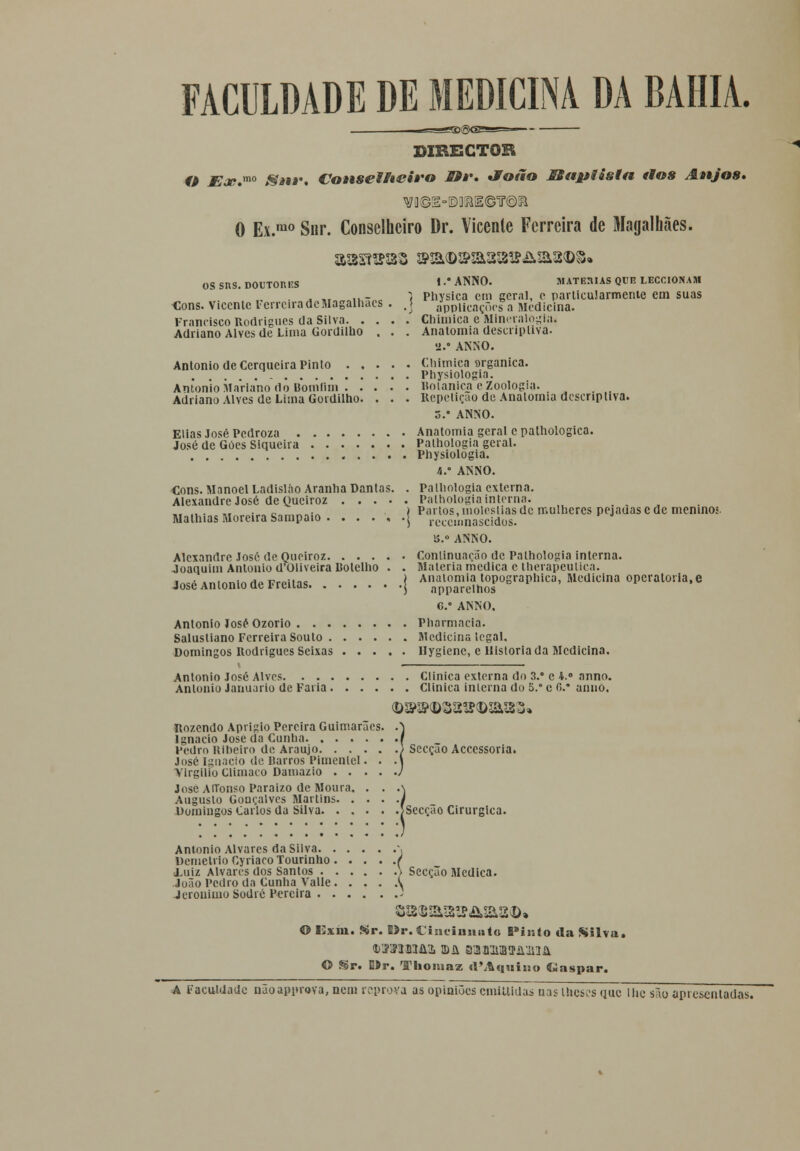 FACULDADE DE MEDICINA DA BAHIA.
DIRECTOR
O Ex.mo Snr. Conselheiro Dr. João Baptista dos Anjos.
VICE-DIRECTOR
O Ex.mo Snr. Conselheiro Dr. Vicente Ferreira de Magalhães.
LENTES PROPRIETARIOS.
OS SRS. DOUTORES 1.º ANNO. MATERIAS QUE LECCIONAM
Cons. Vicente Ferreira de Magalhães . . Physica em geral, e particularmente em suas
applicações a Medicina.
Francisco Rodrigues da Silva. . . . . Chimica e Mineralogia.
Adriano Alves de Lima Gordilho . . . Anatomia descriptiva.
2.º ANNO.
Antonio de Cerqueira Pinto . . . . . Chimica organica.
. . . . . . . . . . . . . . . Physiologia.
Antonio Mariano do Bomfim . . . . . Botanica e Zoologia.
Adriano Alves de Lima Gordilho. . . . Repetição de Anatomia descriptiva.
3.º ANNO.
Elias José Pedroza . . . . . . . . Anatomia geral e pathologica.
José de Góes Siqueira . . . . . . . Pathologia geral.
. . . . . . . . . . . . . . . Physiologia.
4.º ANNO.
Cons. Manoel Ladislào Aranha Dantas. . Pathologia externa.
Alexandre José de Queiroz . . . . . Pathologia interna.
Mathias Moreira Sampaio . . . . . . Partos, molestias de mulheres pejadas e de meninos
recemnascidos.
5.º ANNO.
Alexandre José de Queiroz. . . . . . Continuação de Pathologia interna.
Joaquim Antonio d'Oliveira Botelho . . Materia medica e therapeutica.
José Antonio de Freitas. . . . . . . Anatomia topographica, Medicina operatoria, e
apparelhos
6.º ANNO.
Antonio José Ozorio . . . . . . . . Pharmacia.
Salustiano Ferreira Souto . . . . . . Medicina legal.
Domingos Rodrigues Seixas . . . . . Hygiene, e Historia da Medicina.
Antonio José Alves. . . . . . . . . Clinica externa do 3.º e 4.º anno.
Antonio Januario de Faria . . . . . . Clinica interna do 5.º e 6.º anno.
OPPOSITORES.
Rozendo Aprigio Pereira Guimarães. .
Ignacio Jose da Cunha. . . . . . .
Pedro Ribeiro de Araujo. . . . . . Secção Accessoria.
José Ignacio de Barros Pimentel. . .
Virgilio Climaco Damazio . . . . .
Jose Affonso Paraizo de Moura. . . .
Augusto Gonçalves Martins. . . . .
Domingos Carlos da Silva. . . . . . Secção Cirurgica.
. . . . . . . . . . . . . .
. . . . . . . . . . . . . .
Antonio Alvares da Silva. . . . . .
Demetrio Cyriaco Tourinho . . . . .
Luiz Alvares dos Santos . . . . . . Secção Medica.
João Pedro da Cunha Valle. . . . .
Jeronimo Sodré Pereira . . . . . .
SECRETARIO.
O Exm. Sr. Dr. Cincinnato Pinto da Silva.
OFFICIAL DA SECRETARIA
O Sr. Dr. Thomaz d'Aquino Gaspar.
A Faculdade não approva, nem reprova as opiniões emittidas nas theses que lhe são apresentadas.